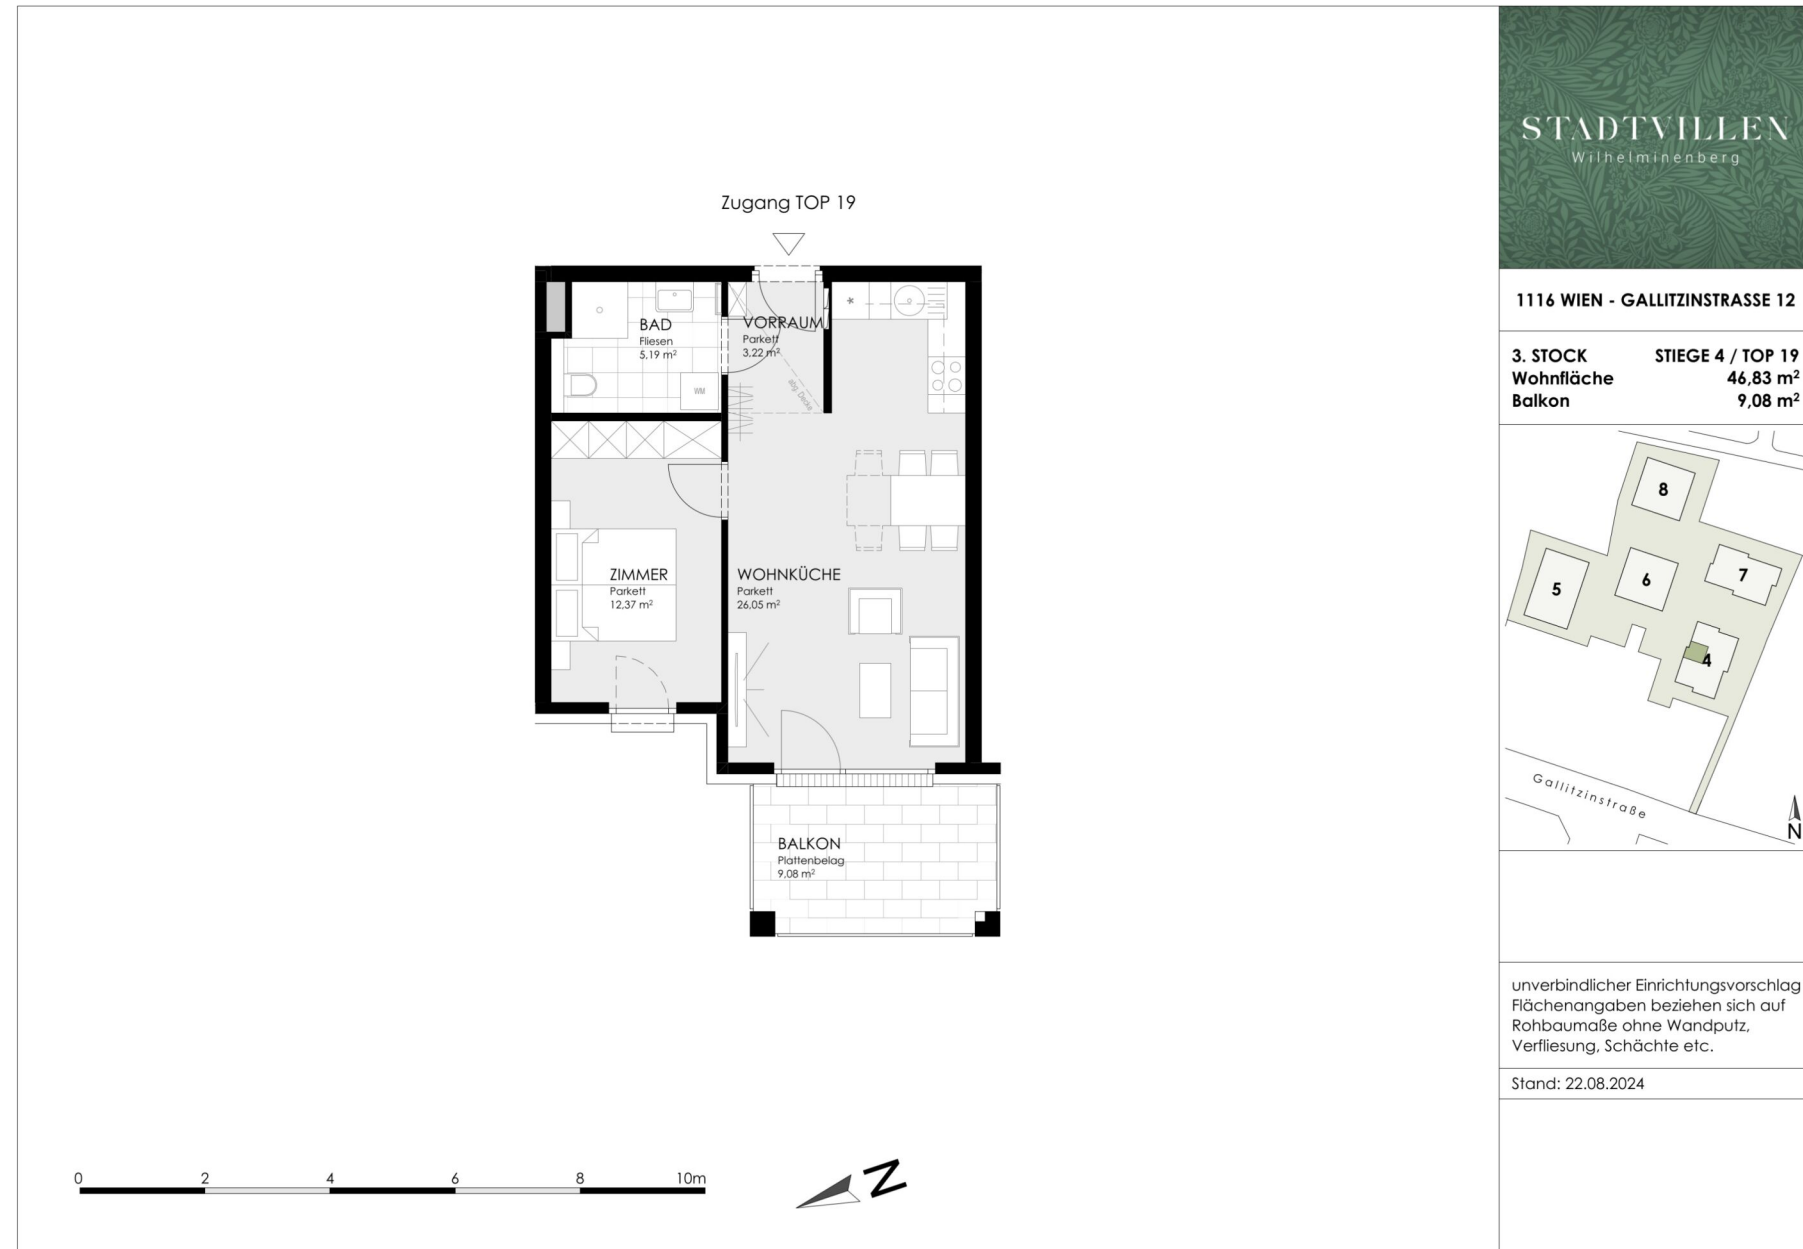 Zugang TOP 19
BAD
Fliesen
5,19 m²
VORRAUM
Parkett
3,22 m²
abg. Decke
*
WM
ZIMMER
Parkett
12,37 m²
WOHNKÜCHE
Parkett
26,05 m²
BALKON
Plattenbelag
9,08 m²
0 2 4 6 8 10m
N
STADTVILLEN
Wilhelminenberg
1116 WIEN - GALLITZINSTRASSE 12
3. STOCK STIEGE 4 / TOP 19
Wohnfläche 46,83 m²
Balkon 9,08 m²
8
7
6
5
4
Gallitzinstraße
N
unverbindlicher Einrichtungsvorschlag
Flächenangaben beziehen sich auf
Rohbaumaße ohne Wandputz,
Verfliesung, Schächte etc.
Stand: 22.08.2024